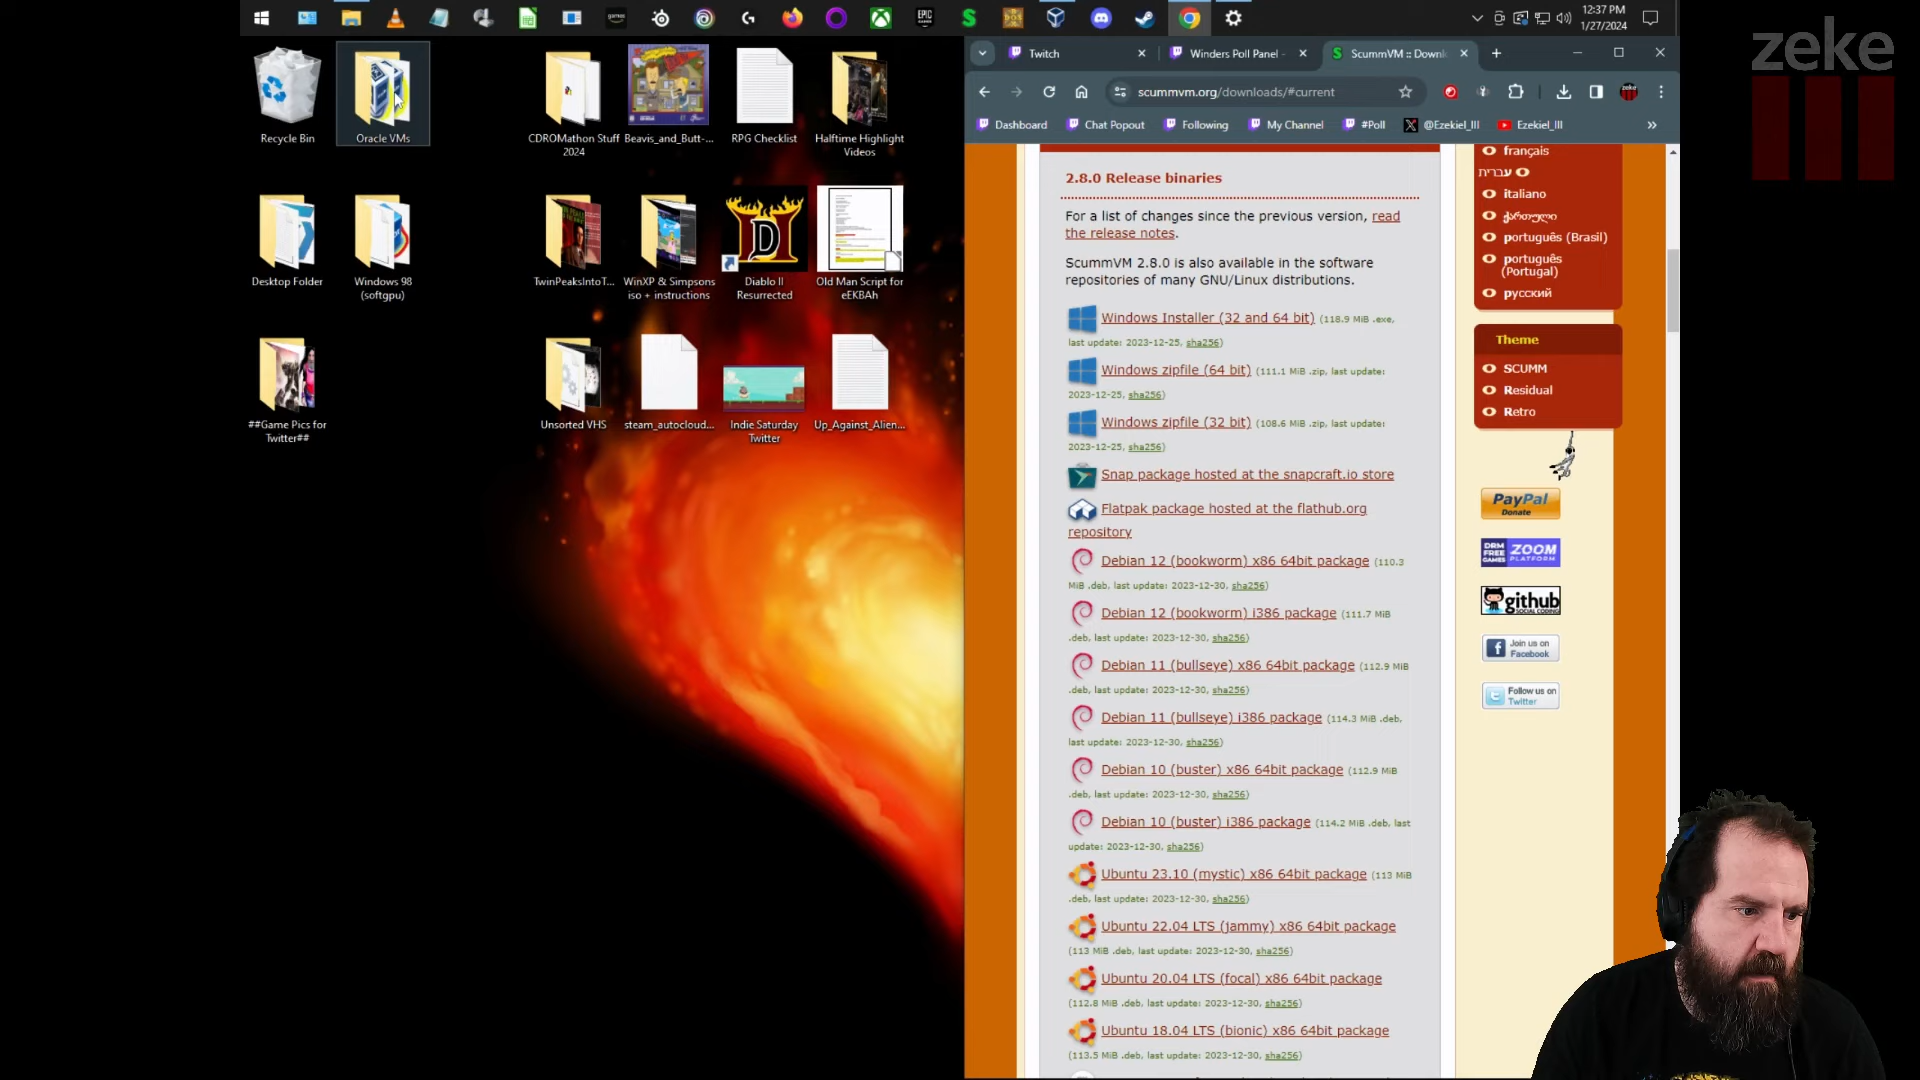 12:37 PM
1/27/2024
zeke
Twitch
Winders Poll Panel -
ScummVM :: Downl
scummvm.org/downloads/#current
Dashboard
Chat Popout
Following
My Channel
#Poll
@Ezekiel_III
Ezekiel_III
»
Recycle Bin
Oracle VMs
CDROMathon Stuff
2024
Beavis_and_Butt-...
RPG Checklist
Halftime Highlight
Videos
Desktop Folder
Windows 98
(softgpu)
TwinPeaksIntoT...
WinXP & Simpsons
iso + instructions
Diablo II
Resurrected
Old Man Script for
eEKBAh
##Game Pics for
Twitter##
Unsorted VHS
steam_autocloud...
Indie Saturday
Twitter
Up_Against_Alien...
2.8.0 Release binaries
For a list of changes since the previous version, read
the release notes.
ScummVM 2.8.0 is also available in the software
repositories of many GNU/Linux distributions.
Windows Installer (32 and 64 bit) (118.9 MiB .exe,
last update: 2023-12-25, sha256)
Windows zipfile (64 bit) (111.1 MiB .zip, last update:
2023-12-25, sha256)
Windows zipfile (32 bit) (108.6 MiB .zip, last update:
2023-12-25, sha256)
Snap package hosted at the snapcraft.io store
Flatpak package hosted at the flathub.org
repository
Debian 12 (bookworm) x86 64bit package (110.3
MiB .deb, last update: 2023-12-30, sha256)
Debian 12 (bookworm) i386 package (111.7 MiB
.deb, last update: 2023-12-30, sha256)
Debian 11 (bullseye) x86 64bit package (112.9 MiB
.deb, last update: 2023-12-30, sha256)
Debian 11 (bullseye) i386 package (114.3 MiB .deb,
last update: 2023-12-30, sha256)
Debian 10 (buster) x86 64bit package (112.9 MiB
.deb, last update: 2023-12-30, sha256)
Debian 10 (buster) i386 package (114.2 MiB .deb, last
update: 2023-12-30, sha256)
Ubuntu 23.10 (mystic) x86 64bit package (113 MiB
.deb, last update: 2023-12-30, sha256)
Ubuntu 22.04 LTS (jammy) x86 64bit package
(113 MiB .deb, last update: 2023-12-30, sha256)
Ubuntu 20.04 LTS (focal) x86 64bit package
(112.8 MiB .deb, last update: 2023-12-30, sha256)
Ubuntu 18.04 LTS (bionic) x86 64bit package
(113.5 MiB .deb, last update: 2023-12-30, sha256)
français
עברית
italiano
ქართული
português (Brasil)
português
(Portugal)
русский
Theme
SCUMM
Residual
Retro
PayPal
Donate
DRM
FREE
GAMES
ZOOM
PLATFORM
github
SOCIAL CODING
Join us on
Facebook
Follow us on
Twitter